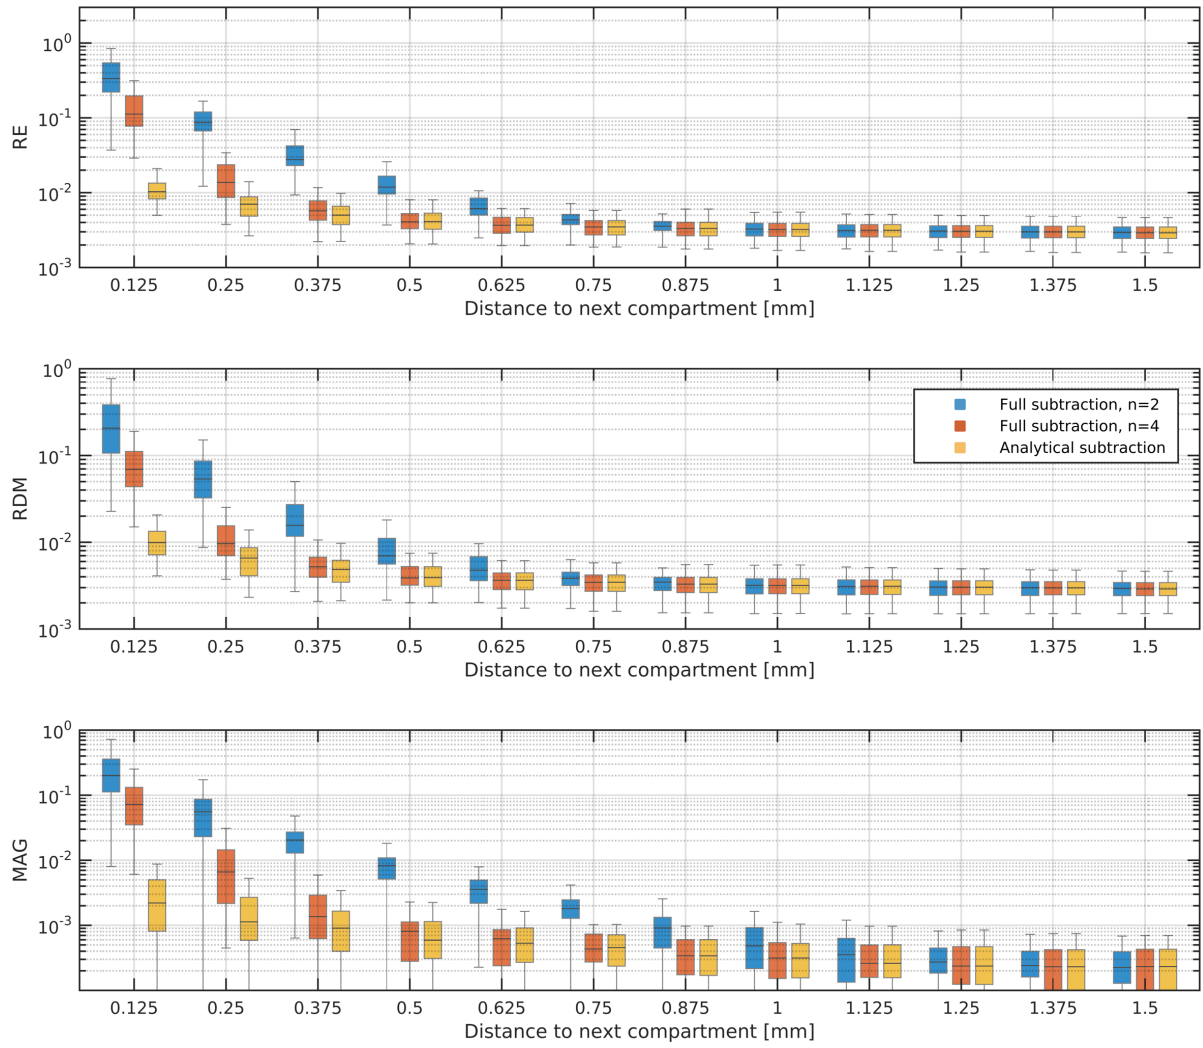 RE
10^0
10^-1
10^-2
10^-3
0.125 0.25 0.375 0.5 0.625 0.75 0.875 1 1.125 1.25 1.375 1.5
Distance to next compartment [mm]
RDM
10^0
10^-1
10^-2
10^-3
Full subtraction, n=2
Full subtraction, n=4
Analytical subtraction
0.125 0.25 0.375 0.5 0.625 0.75 0.875 1 1.125 1.25 1.375 1.5
Distance to next compartment [mm]
MAG
10^0
10^-1
10^-2
10^-3
0.125 0.25 0.375 0.5 0.625 0.75 0.875 1 1.125 1.25 1.375 1.5
Distance to next compartment [mm]